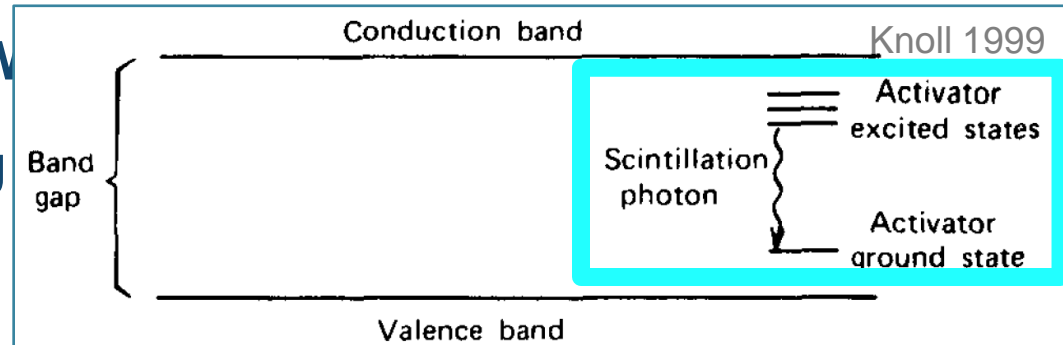 Conduction band
Knoll 1999
Band
gap
Scintillation
photon
Activator
excited states
Activator
ground state
Valence band